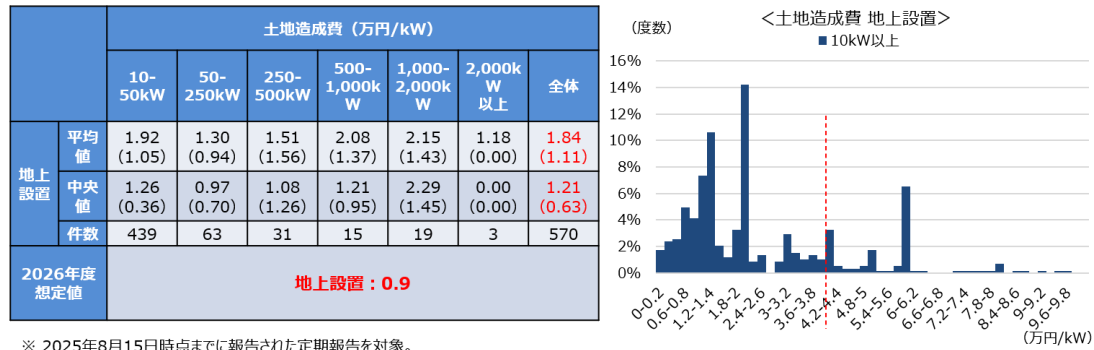 土地造成費（万円/kW）
10-50kW 50-250kW 250-500kW 500-1,000kW 1,000-2,000kW 2,000kW以上 全体
地上設置
平均値 1.92 1.30 1.51 2.08 2.15 1.18 1.84
(1.05) (0.94) (1.56) (1.37) (1.43) (0.00) (1.11)
中央値 1.26 0.97 1.08 1.21 2.29 0.00 1.21
(0.36) (0.70) (1.26) (0.95) (1.45) (0.00) (0.63)
件数 439 63 31 15 19 3 570
2026年度想定値 地上設置：0.9
※ 2025年8月15日時点までに報告された定期報告を対象。
＜土地造成費 地上設置＞
（度数）
10kW以上
16%
14%
12%
10%
8%
6%
4%
2%
0%
0-0.2 0.6-0.8 1.2-1.4 1.8-2 2.4-2.6 3-3.2 3.6-3.8 4.2-4.4 4.8-5 5.4-5.6 6-6.2 6.6-6.8 7.2-7.4 7.8-8 8.4-8.6 9-9.2 9.6-9.8
（万円/kW）